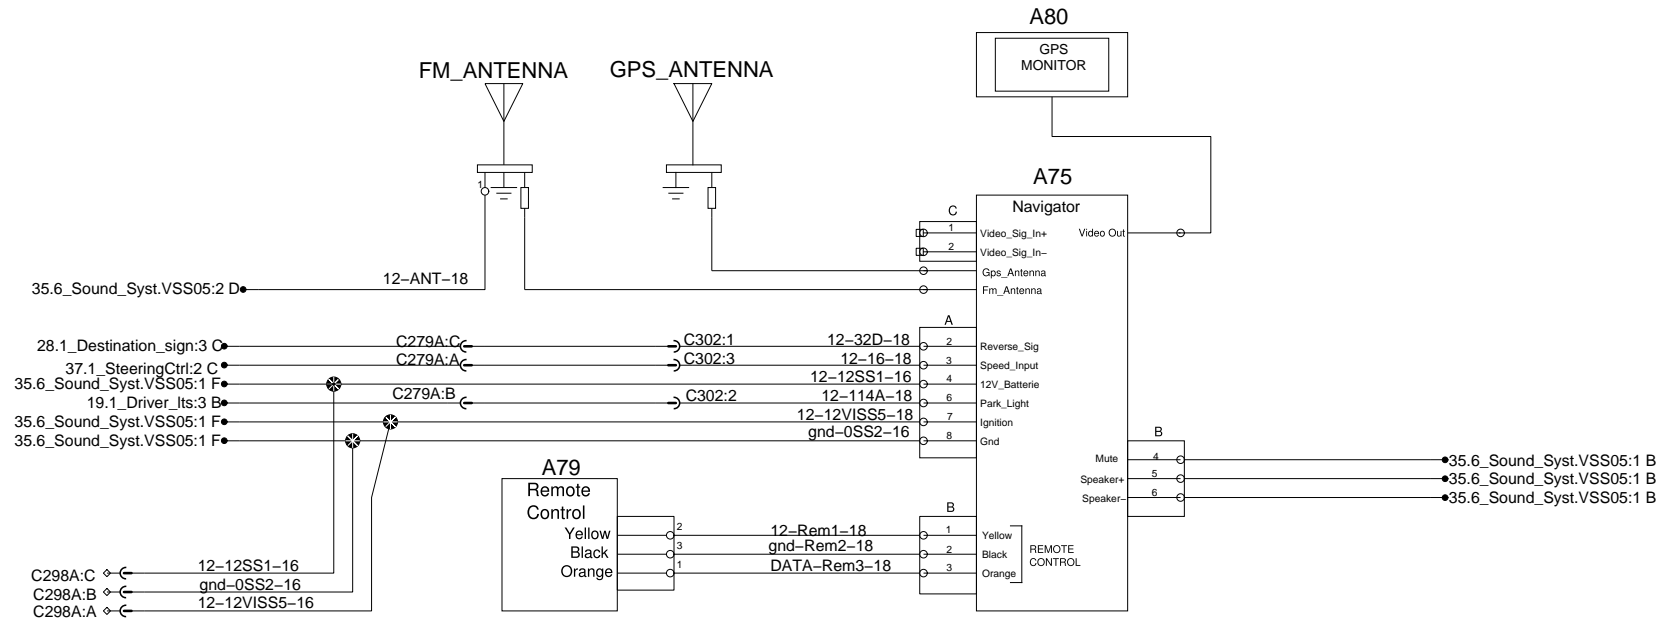 A80
GPS
MONITOR
FM_ANTENNA
GPS_ANTENNA
1
A75
Navigator
C
1
Video_Sig_In+
Video Out
2
Video_Sig_In−
Gps_Antenna
12−ANT−18
35.6_Sound_Syst.VSS05:2 D
Fm_Antenna
A
28.1_Destination_sign:3 C
C279A:C
C302:1
12−32D−18
2
Reverse_Sig
37.1_SteeringCtrl:2 C
C279A:A
C302:3
12−16−18
3
Speed_Input
35.6_Sound_Syst.VSS05:1 F
12−12SS1−16
4
12V_Batterie
19.1_Driver_lts:3 B
C279A:B
C302:2
12−114A−18
6
Park_Light
35.6_Sound_Syst.VSS05:1 F
12−12VISS5−18
7
Ignition
35.6_Sound_Syst.VSS05:1 F
gnd−0SS2−16
8
Gnd
B
Mute
4
35.6_Sound_Syst.VSS05:1 B
Speaker+
5
35.6_Sound_Syst.VSS05:1 B
Speaker−
6
35.6_Sound_Syst.VSS05:1 B
A79
Remote
Control
B
Yellow
2
12−Rem1−18
1
Yellow
Black
3
gnd−Rem2−18
2
Black
Orange
1
DATA−Rem3−18
3
Orange
REMOTE
CONTROL
C298A:C
12−12SS1−16
C298A:B
gnd−0SS2−16
C298A:A
12−12VISS5−16